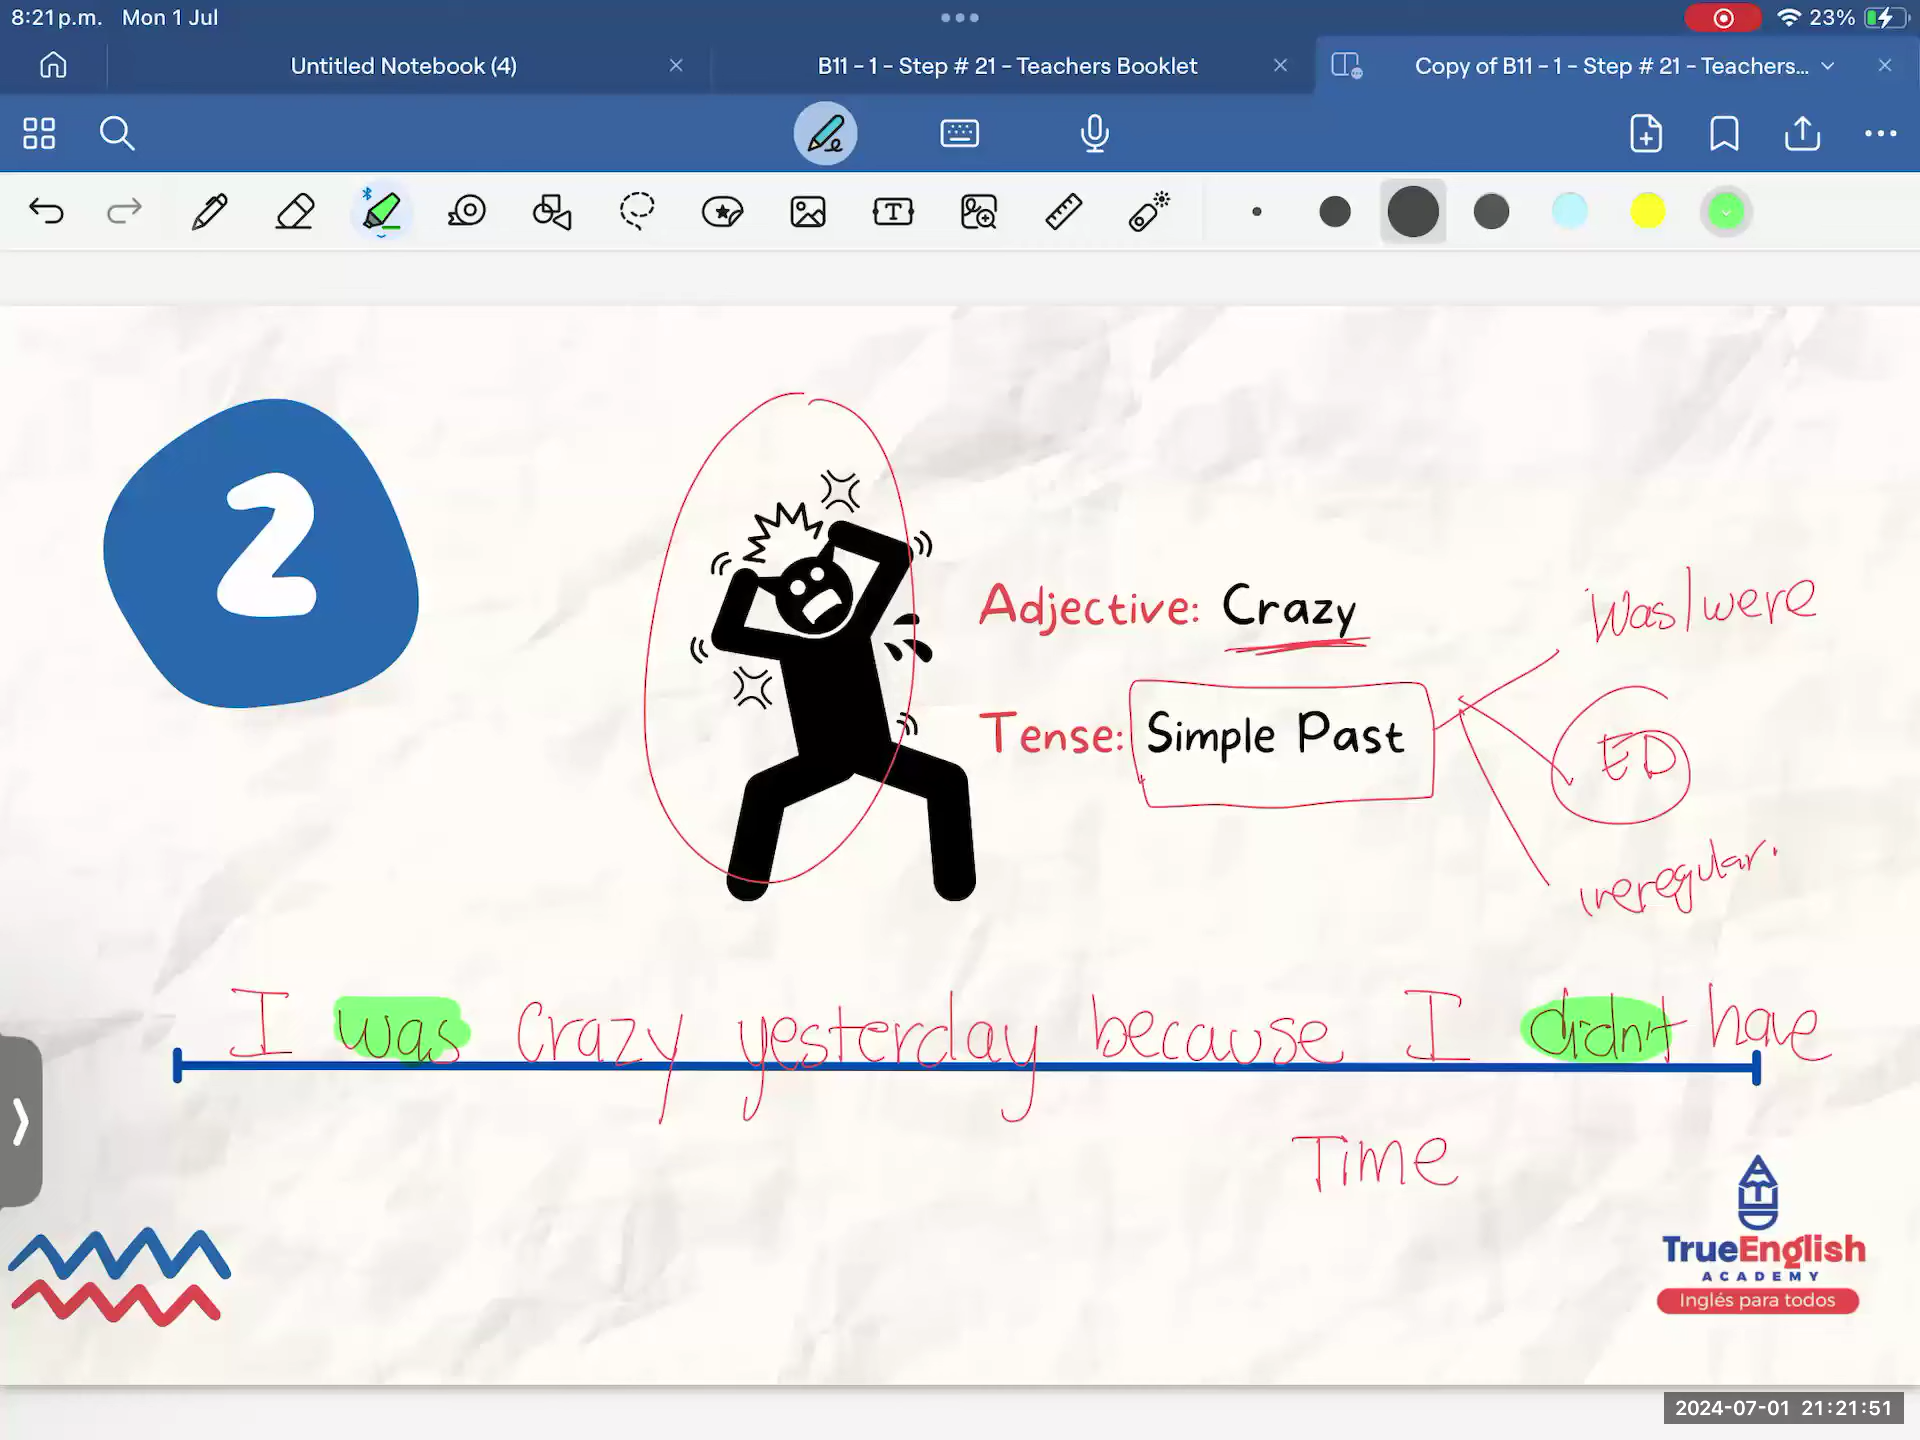 8:21 p.m. Mon 1 Jul
23%
Untitled Notebook (4)
B11 - 1 - Step # 21 - Teachers Booklet
Copy of B11 - 1 - Step # 21 - Teachers...
2
Adjective: Crazy
Tense: Simple Past
Was/were
ED
ireregular.
I was crazy yesterday because I didn't have
Time
TrueEnglish
ACADEMY
Inglés para todos
2024-07-01 21:21:51